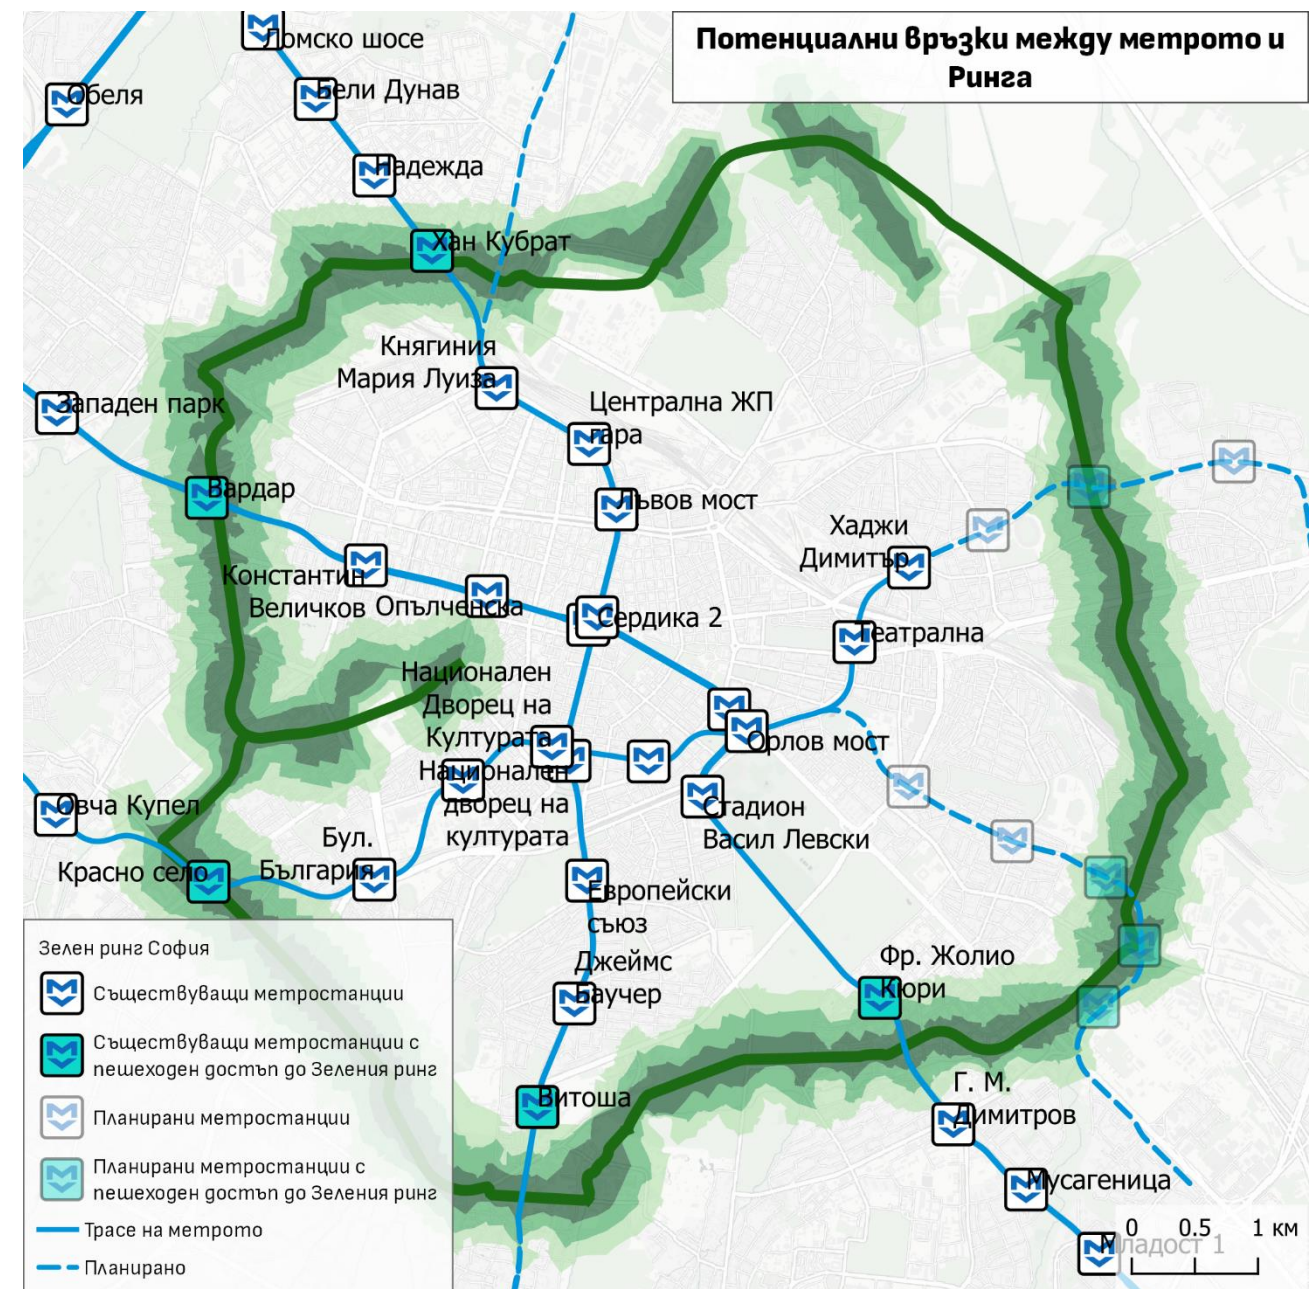 Потенциални връзки между метрото и
Ринга
Ломско шосе
Обеля
Бели Дунав
Надежда
Хан Кубрат
Княгиния
Мария Луиза
Западен парк
Централна ЖП
гара
Вардар
Лъвов мост
Хаджи
Димитър
Константин
Величков
Опълченска
Сердика 2
Театрална
Национален
Дворец на
Културата
Орлов мост
Национален
дворец на
културата
Овча Купел
Стадион
Васил Левски
Бул.
България
Красно село
Европейски
съюз
Джеймс
Баучер
Фр. Жолио
Кюри
Витоша
Г. М.
Димитров
Мусагеница
Младост 1
Зелен ринг София
Съществуващи метростанции
Съществуващи метростанции с
пешеходен достъп до Зеления ринг
Планирани метростанции
Планирани метростанции с
пешеходен достъп до Зеления ринг
Трасе на метрото
Планирано
0 0.5 1 км